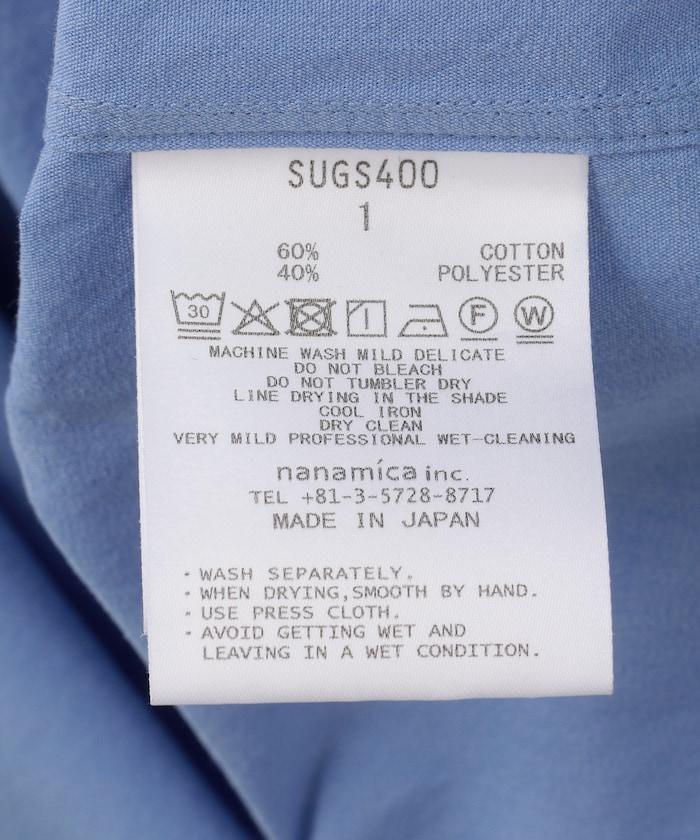 SUGS400
1
60% COTTON
40% POLYESTER
30 F W
MACHINE WASH MILD DELICATE
DO NOT BLEACH
DO NOT TUMBLER DRY
LINE DRYING IN THE SHADE
COOL IRON
DRY CLEAN
VERY MILD PROFESSIONAL WET-CLEANING
nanamíca inc.
TEL +81-3-5728-8717
MADE IN JAPAN
・WASH SEPARATELY.
・WHEN DRYING,SMOOTH BY HAND.
・USE PRESS CLOTH.
・AVOID GETTING WET AND
LEAVING IN A WET CONDITION.